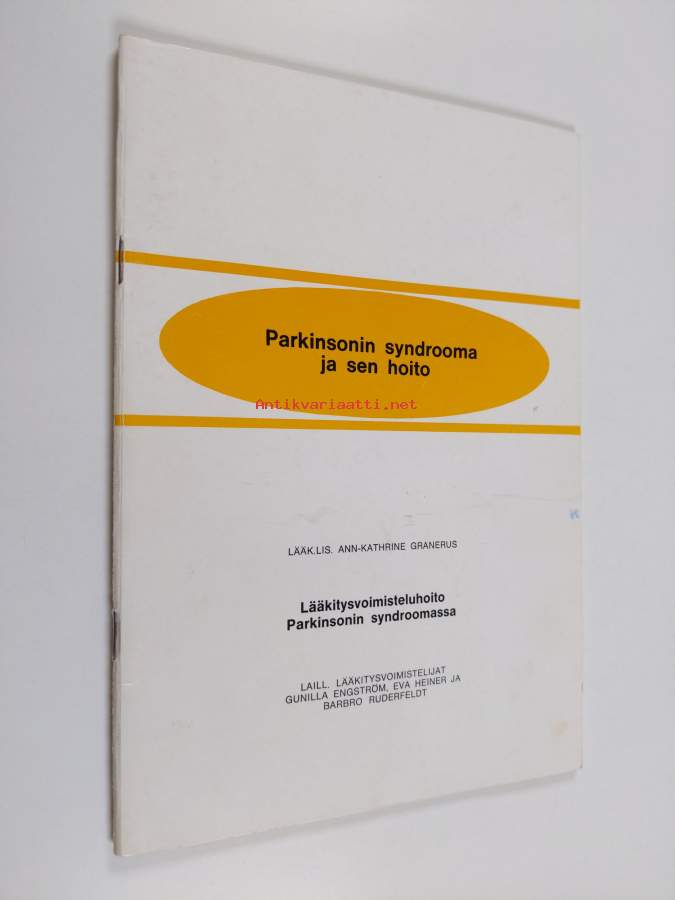 Parkinsonin syndrooma
ja sen hoito
Antikvariaatti.net
LÄÄK.LIS. ANN-KATHRINE GRANERUS
Lääkitysvoimisteluhoito
Parkinsonin syndroomassa
LAILL. LÄÄKITYSVOIMISTELIJAT
GUNILLA ENGSTRÖM, EVA HEINER JA
BARBRO RUDERFELDT